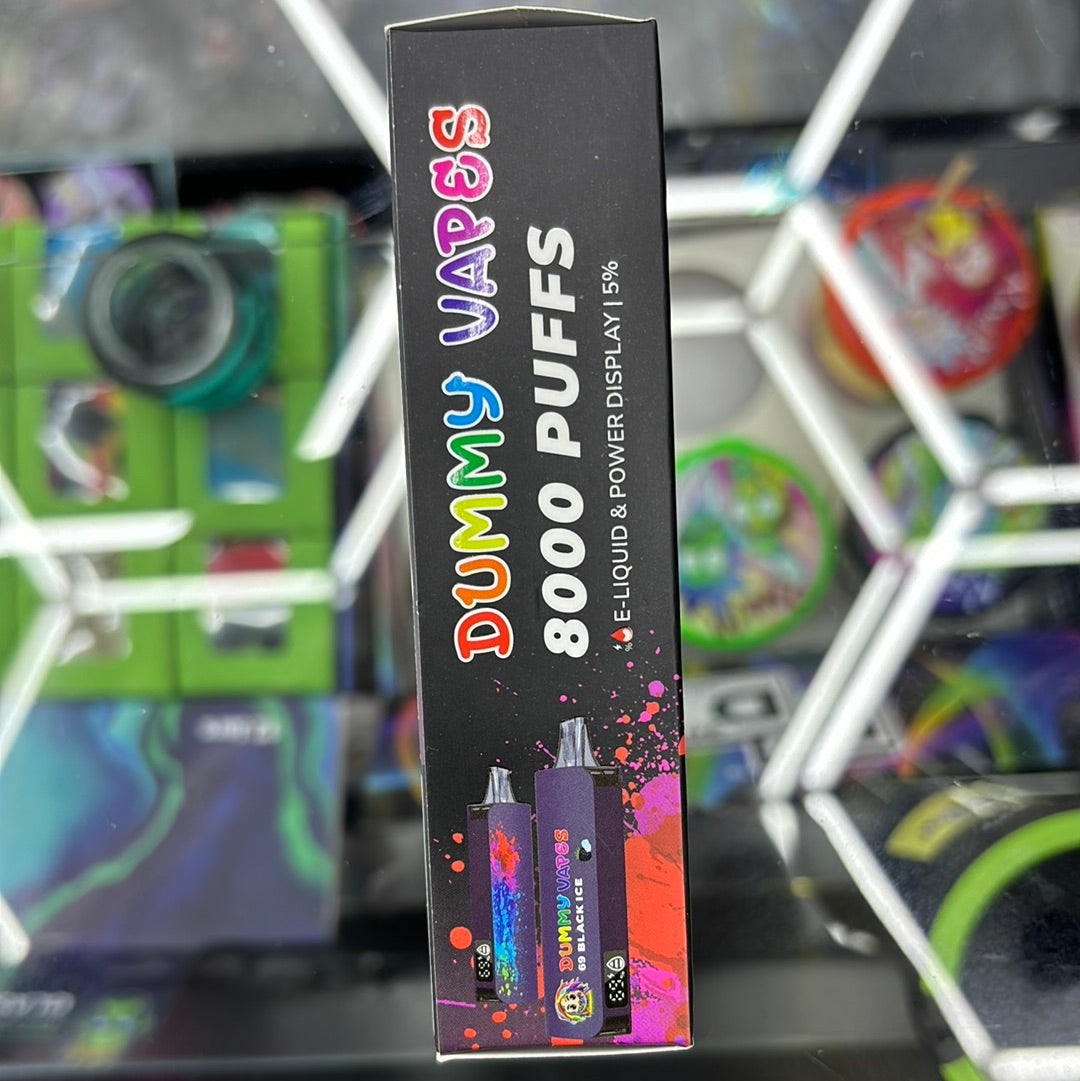 DUMMY VAPES
8000 PUFFS
E-LIQUID & POWER DISPLAY | 5%
DUMMY VAPES
69 BLACK ICE